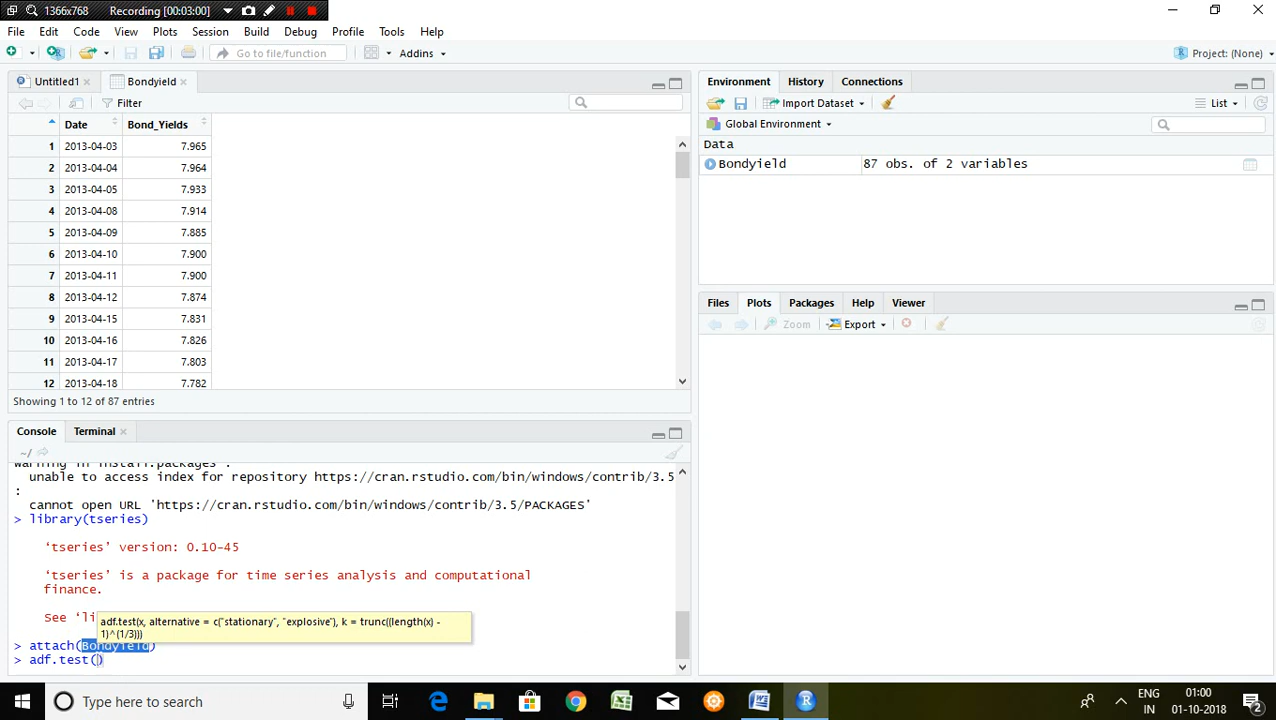 1366x768 Recording [00:03:00]
File Edit Code View Plots Session Build Debug Profile Tools Help
Go to file/function Addins Project: (None)
Untitled1 Bondyield
Filter
Date Bond_Yields
1 2013-04-03 7.965
2 2013-04-04 7.964
3 2013-04-05 7.933
4 2013-04-08 7.914
5 2013-04-09 7.885
6 2013-04-10 7.900
7 2013-04-11 7.900
8 2013-04-12 7.874
9 2013-04-15 7.831
10 2013-04-16 7.826
11 2013-04-17 7.803
12 2013-04-18 7.782
Showing 1 to 12 of 87 entries
Console Terminal
~/
warning in install.packages :
unable to access index for repository https://cran.rstudio.com/bin/windows/contrib/3.5
:
cannot open URL 'https://cran.rstudio.com/bin/windows/contrib/3.5/PACKAGES'
> library(tseries)
‘tseries’ version: 0.10-45
‘tseries’ is a package for time series analysis and computational
finance.
See ‘li
adf.test(x, alternative = c("stationary", "explosive"), k = trunc((length(x) -
1)^(1/3)))
> attach(Bondyield)
> adf.test()
Environment History Connections
Import Dataset List
Global Environment
Data
Bondyield 87 obs. of 2 variables
Files Plots Packages Help Viewer
Zoom Export
Type here to search
ENG
IN
01:00
01-10-2018
2